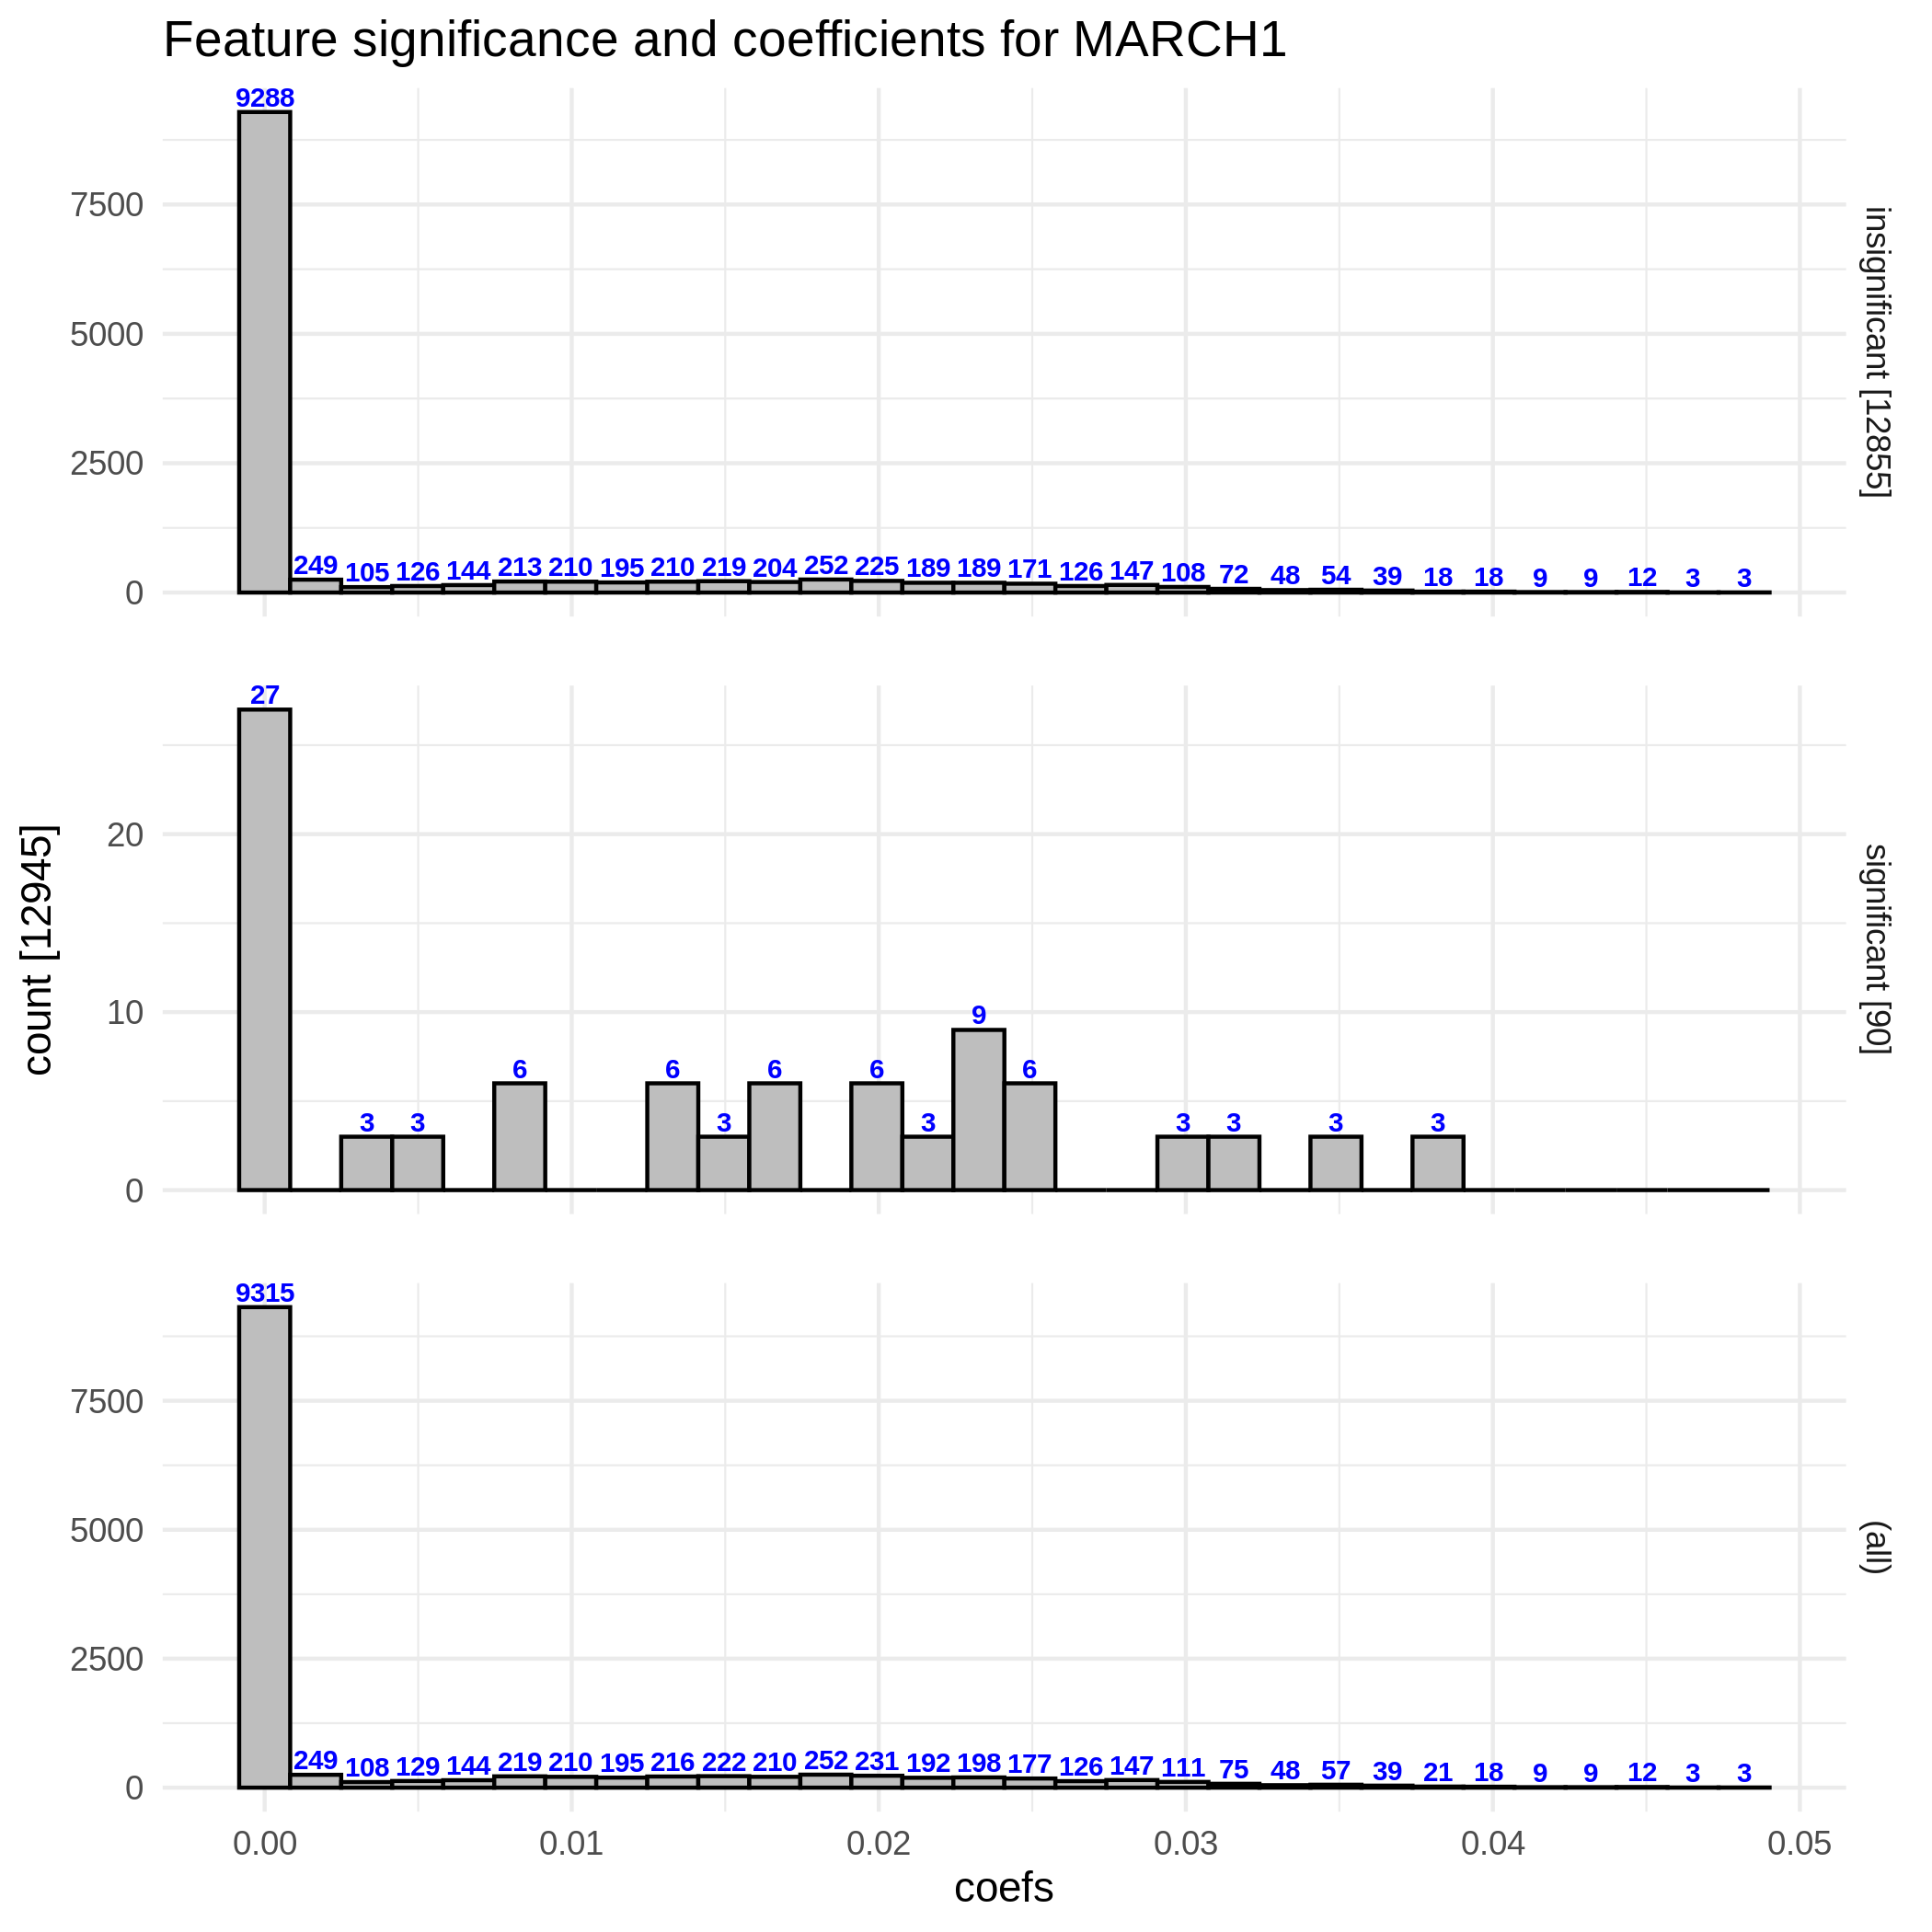 Feature significance and coefficients for MARCH1
9288
7500
5000
2500
0
249 105 126 144 213 210 195 210 219 204 252 225 189 189 171 126 147 108 72 48 54 39 18 18 9 9 12 3 3
insignificant [12855]
count [12945]
27
20
10
0
3 3 6 6 3 6 6 3 9 6 3 3 3 3
significant [90]
9315
7500
5000
2500
0
249 108 129 144 219 210 195 216 222 210 252 231 192 198 177 126 147 111 75 48 57 39 21 18 9 9 12 3 3
(all)
0.00 0.01 0.02 0.03 0.04 0.05
coefs